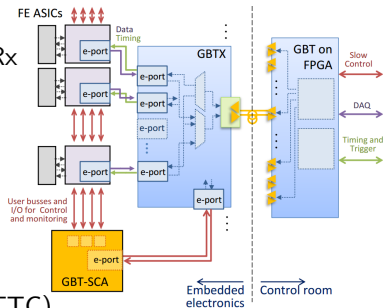 FE ASICs
Data
Timing
GBTX
GBT on
FPGA
Slow
Control
Rx
e-port
e-port
e-port
e-port
e-port
DAQ
Timing and
Trigger
e-port
e-port
e-port
User busses and
I/O for Control
and monitoring
e-port
e-port
GBT-SCA
Embedded
electronics
Control room
TTC)